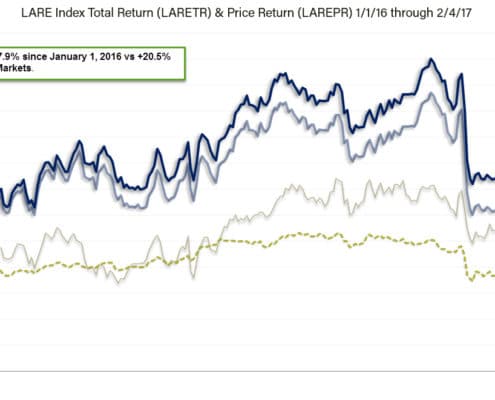 LARE Index Total Return (LARETR) & Price Return (LAREPR) 1/1/16 through 2/4/17
7.9% since January 1, 2016 vs +20.5%
Markets.